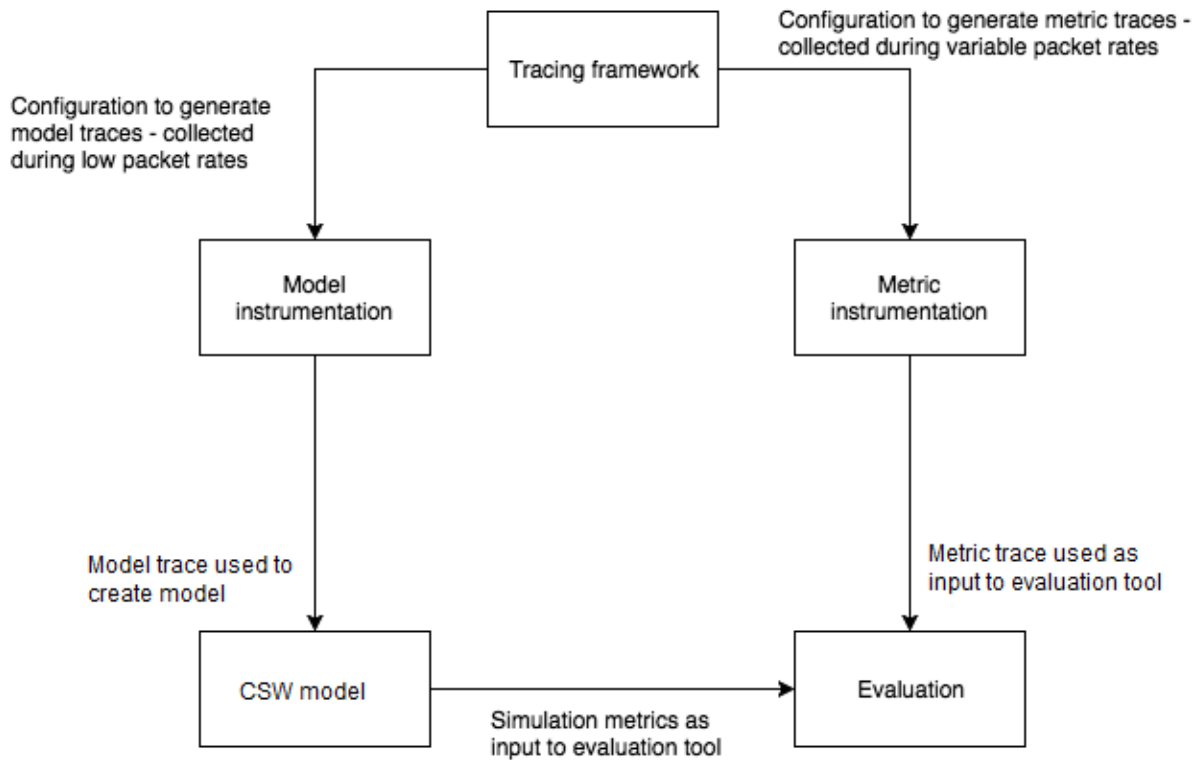 Configuration to generate metric traces -
collected during variable packet rates
Tracing framework
Configuration to generate
model traces - collected
during low packet rates
Model
instrumentation
Metric
instrumentation
Model trace used to
create model
Metric trace used as
input to evaluation tool
CSW model
Evaluation
Simulation metrics as
input to evaluation tool